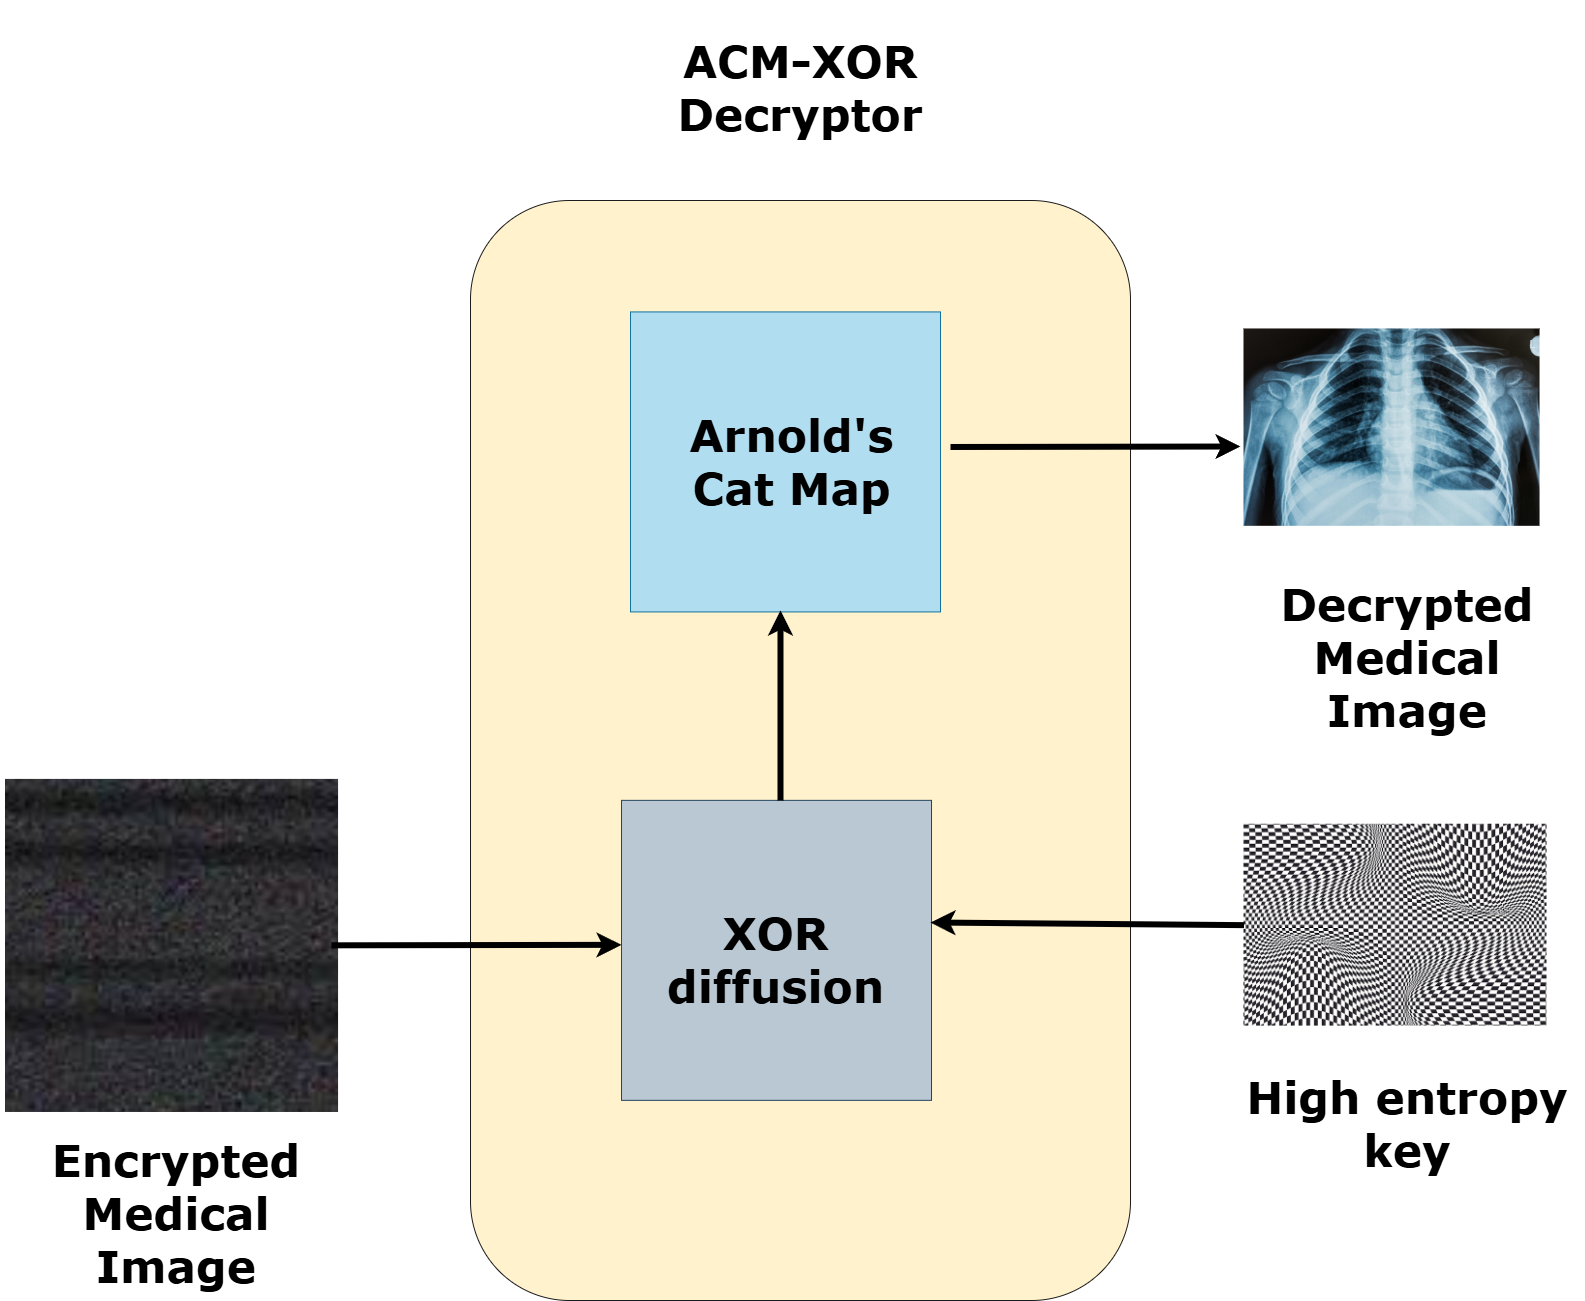 ACM-XOR
Decryptor
Arnold's
Cat Map
Decrypted
Medical
Image
XOR
diffusion
High entropy
key
Encrypted
Medical
Image